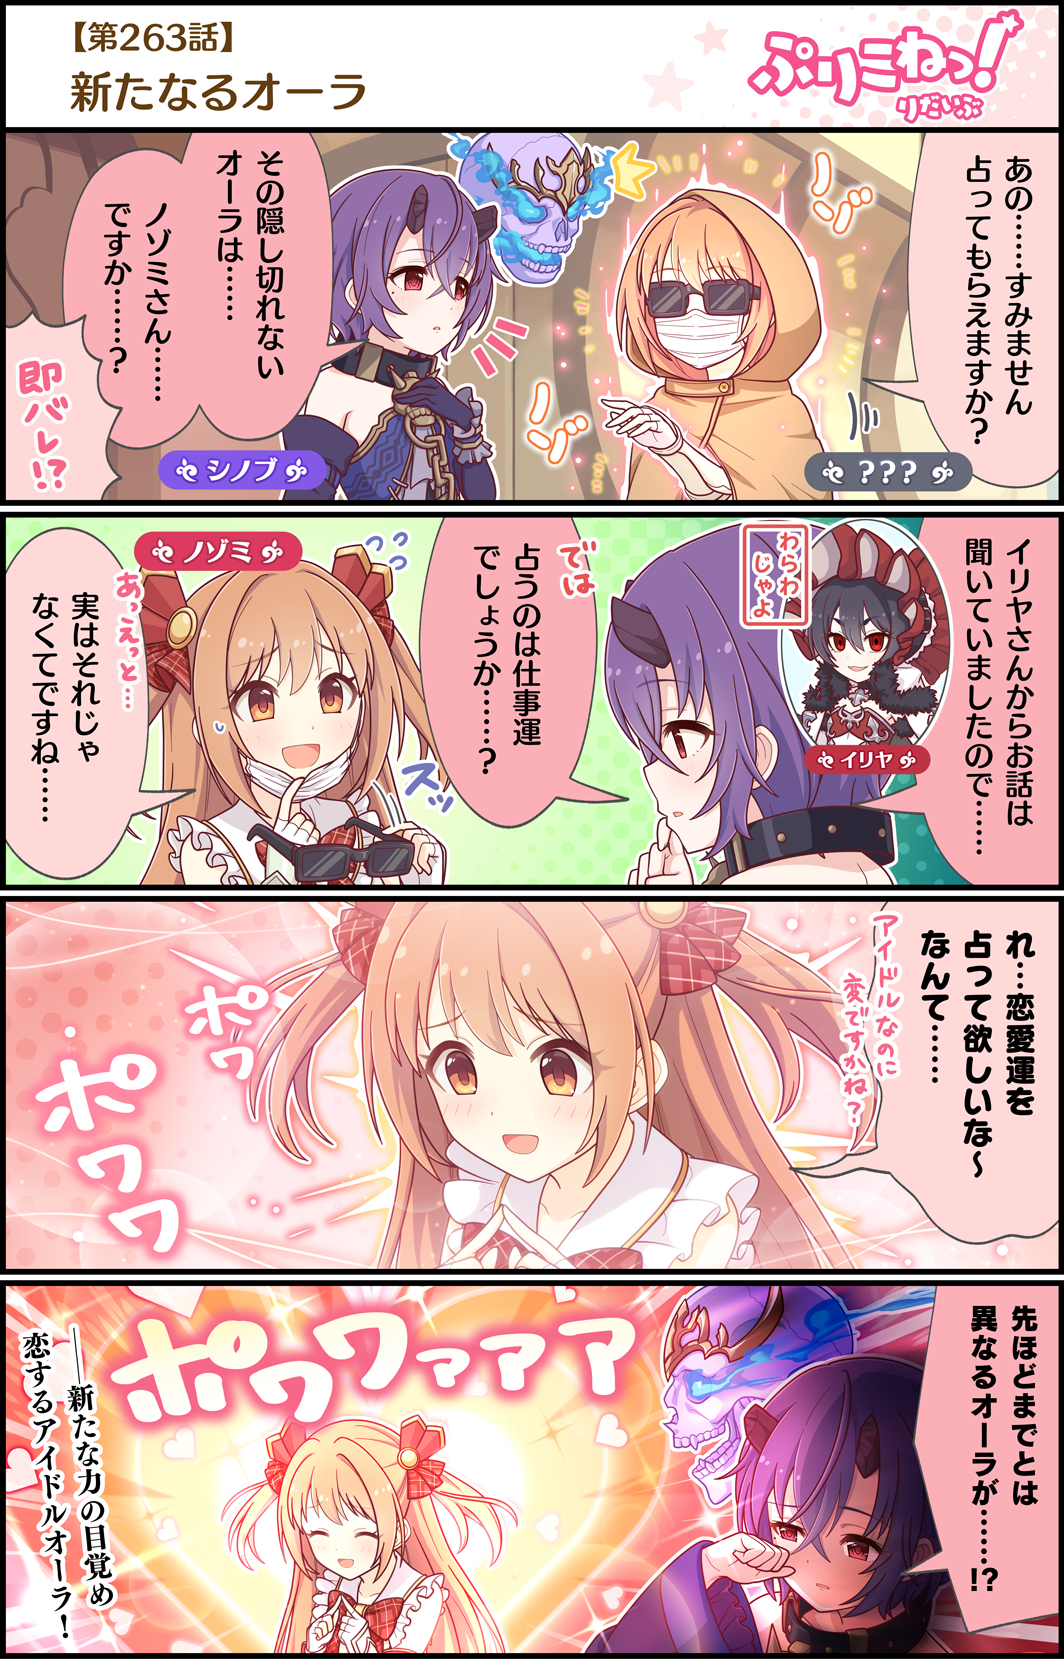 【第263話】
新たなるオーラ
ぷりこねっ!
りだいぶ
あの……すみません
占ってもらえますか?
???
ソ"
ソ"
その隠し切れない
オーラは……
ノゾミさん……
ですか……?
シノブ
即バレ!?
イリヤさんからお話は
聞いていましたので……
わらわ
じゃよ
イリヤ
では
占うのは仕事運
でしょうか……?
ノゾミ
スッ
あっえっと…
実はそれじゃ
なくてですね……
れ…恋愛運を
占って欲しいな〜
なんて……
アイドルなのに
変ですかね?
ポワ
ポワワワ
先ほどまでとは
異なるオーラが……!?
ポワワワァァァ
――新たな力の目覚め
恋するアイドルオーラ!